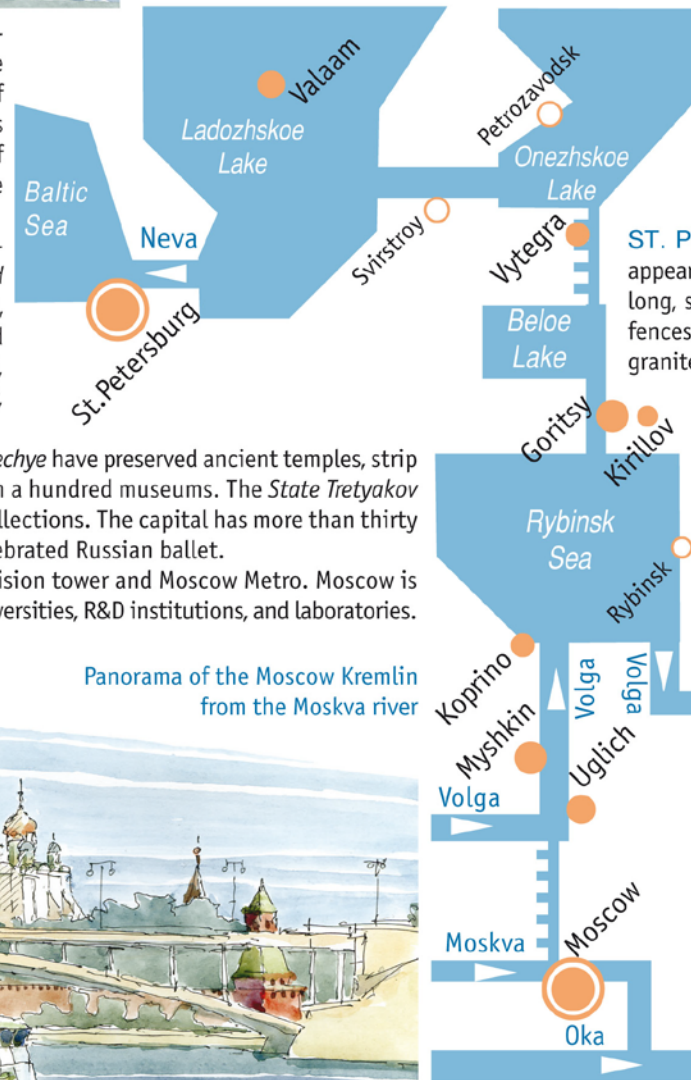 Valaam
Petrozavodsk
Ladozhskoe
Lake
Onezhskoe
Lake
Baltic
Sea
Neva
Svirstroy
Vytegra
St.Petersburg
Beloe
Lake
ST. P
appear
long, s
fences
granite
Goritsy
Kirillov
echye have preserved ancient temples, strip
a hundred museums. The State Tretyakov
llections. The capital has more than thirty
ebrated Russian ballet.
ision tower and Moscow Metro. Moscow is
versities, R&D institutions, and laboratories.
Rybinsk
Sea
Rybinsk
Panorama of the Moscow Kremlin
from the Moskva river
Koprino
Volga
Volga
Myshkin
Uglich
Volga
Moskva
Moscow
Oka